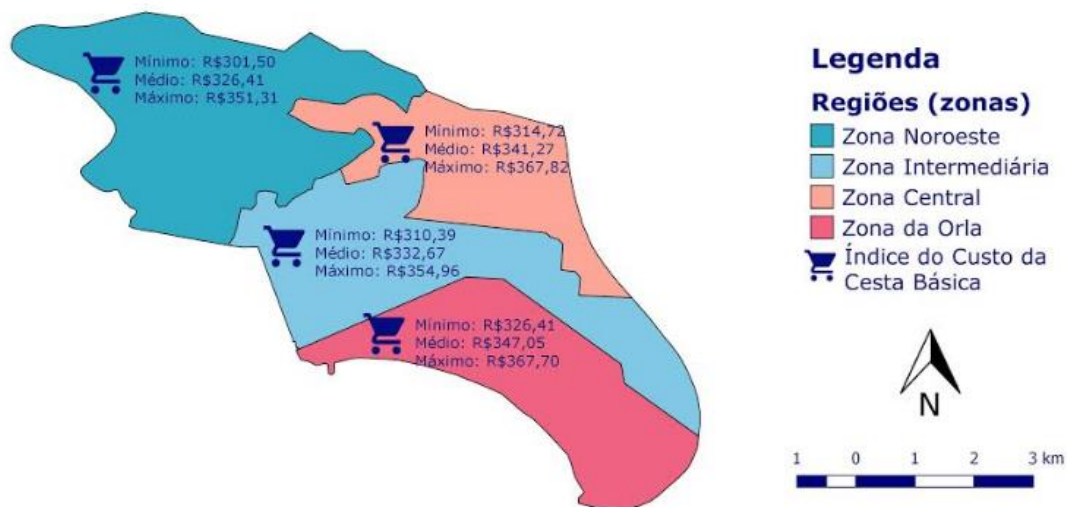 Mínimo: R$301,50
Médio: R$326,41
Máximo: R$351,31
Mínimo: R$314,72
Médio: R$341,27
Máximo: R$367,82
Mínimo: R$310,39
Médio: R$332,67
Máximo: R$354,96
Mínimo: R$326,41
Médio: R$347,05
Máximo: R$367,70
Legenda
Regiões (zonas)
Zona Noroeste
Zona Intermediária
Zona Central
Zona da Orla
Índice do Custo da
Cesta Básica
N
1 0 1 2 3 km